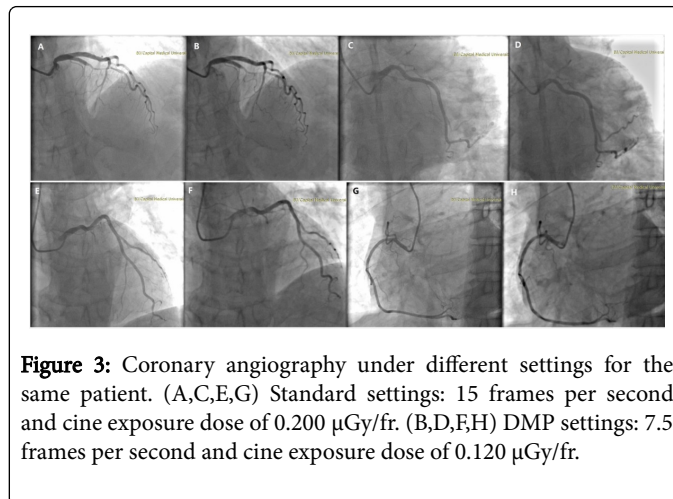 A
B
C
D
E
F
G
H
Figure 3: Coronary angiography under different settings for the
same patient. (A,C,E,G) Standard settings: 15 frames per second
and cine exposure dose of 0.200 μGy/fr. (B,D,F,H) DMP settings: 7.5
frames per second and cine exposure dose of 0.120 μGy/fr.